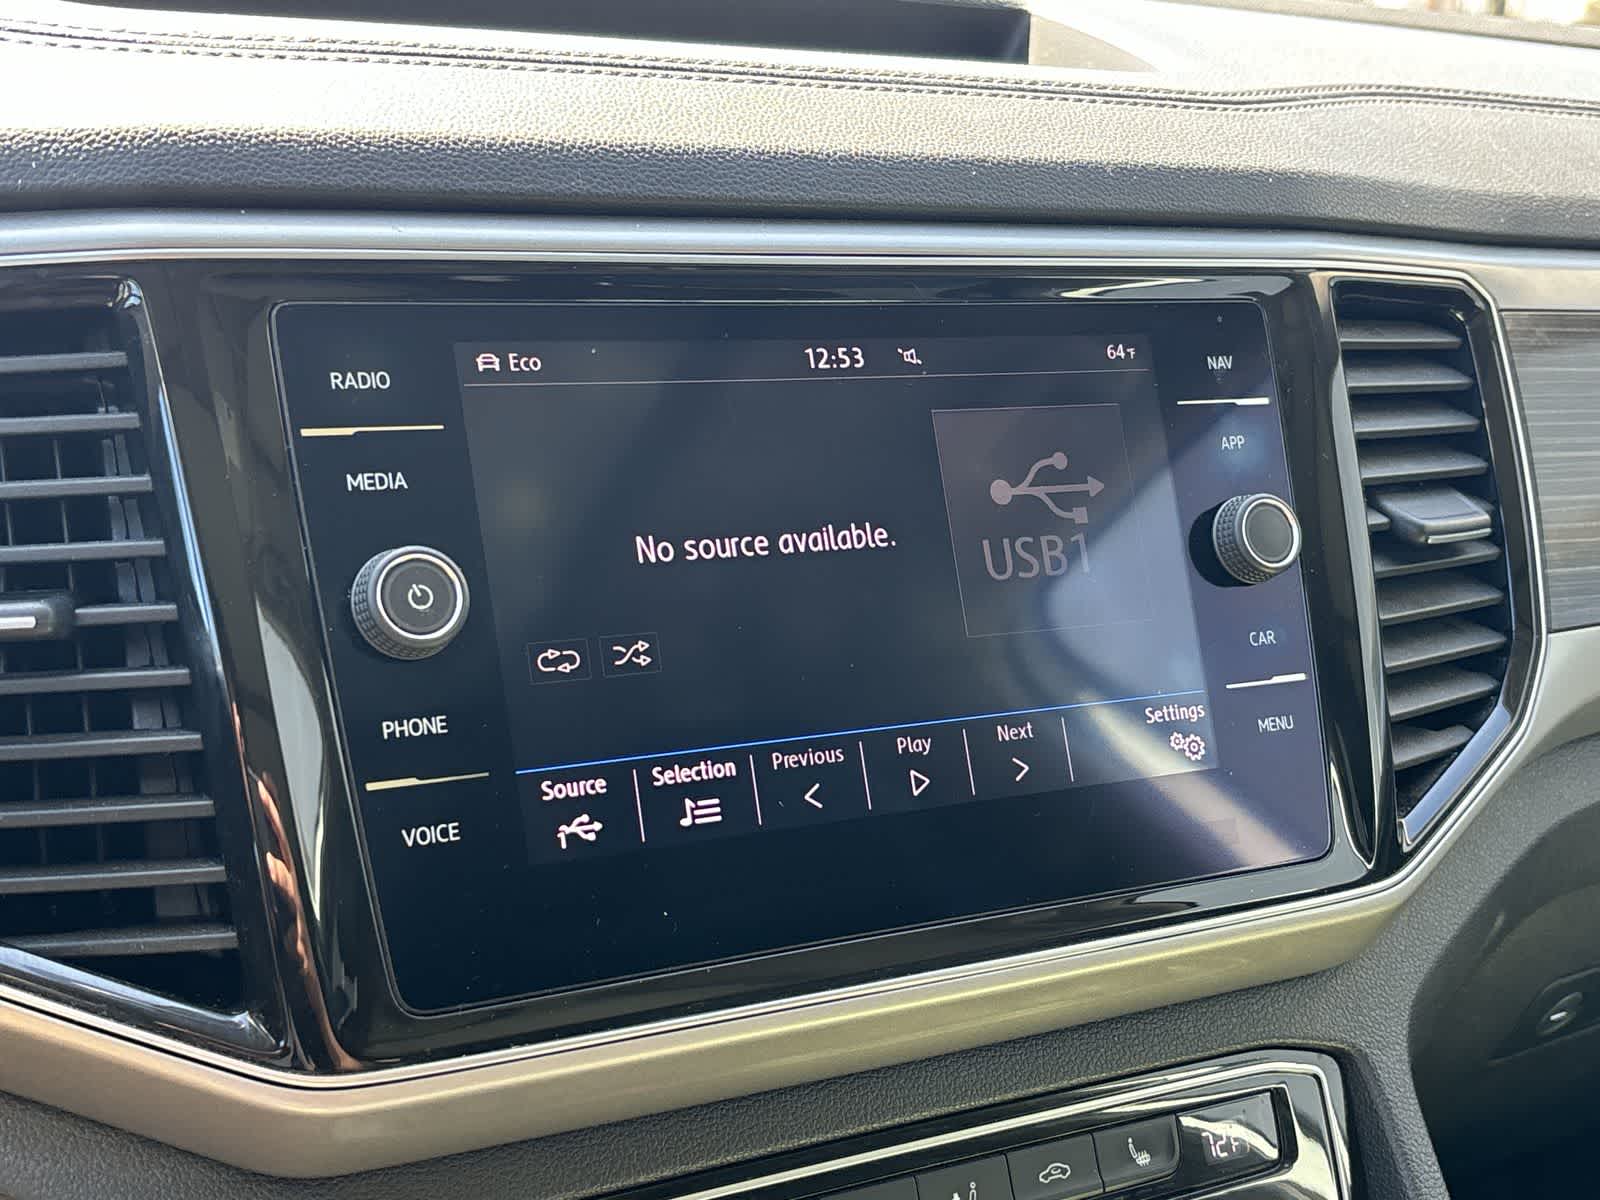 Eco 12:53 64°F
RADIO
MEDIA
PHONE
VOICE
NAV
APP
CAR
MENU
No source available.
USB1
Source
Selection
Previous
Play
Next
Settings
72°F